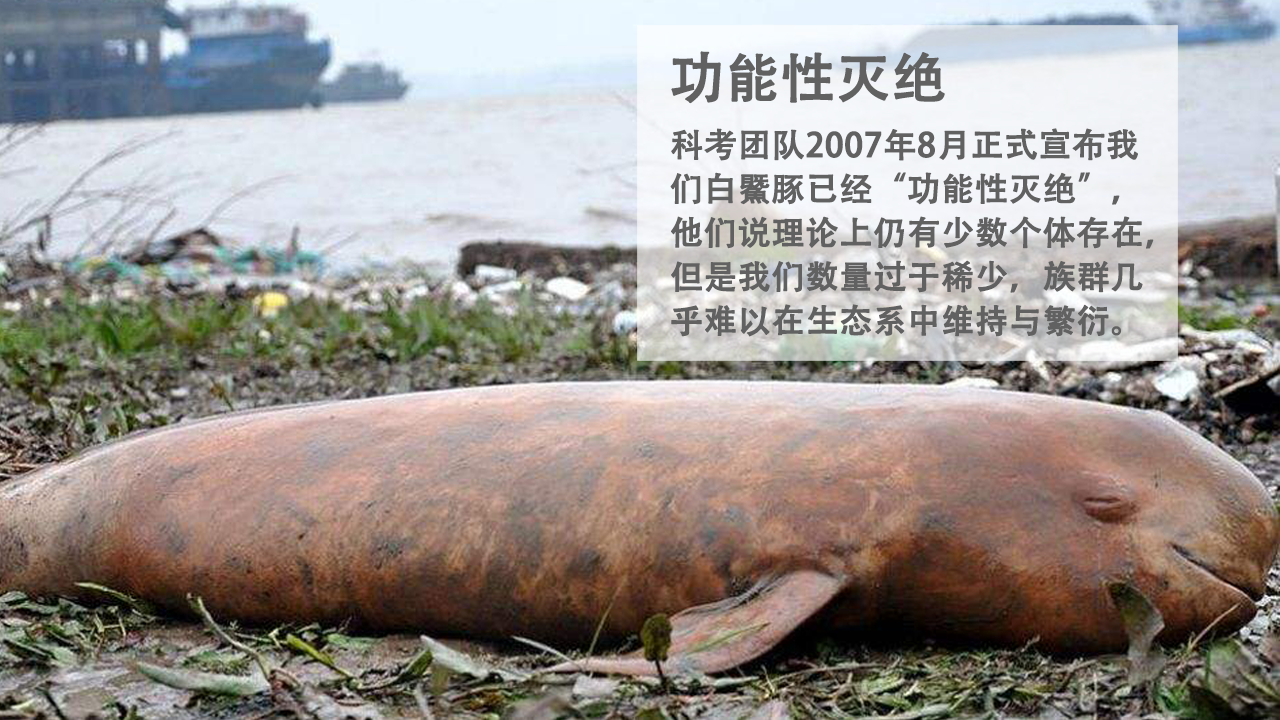 功能性灭绝
科考团队2007年8月正式宣布我
们白鱀豚已经“功能性灭绝”，
他们说理论上仍有少数个体存在,
但是我们数量过于稀少，族群几
乎难以在生态系中维持与繁衍。